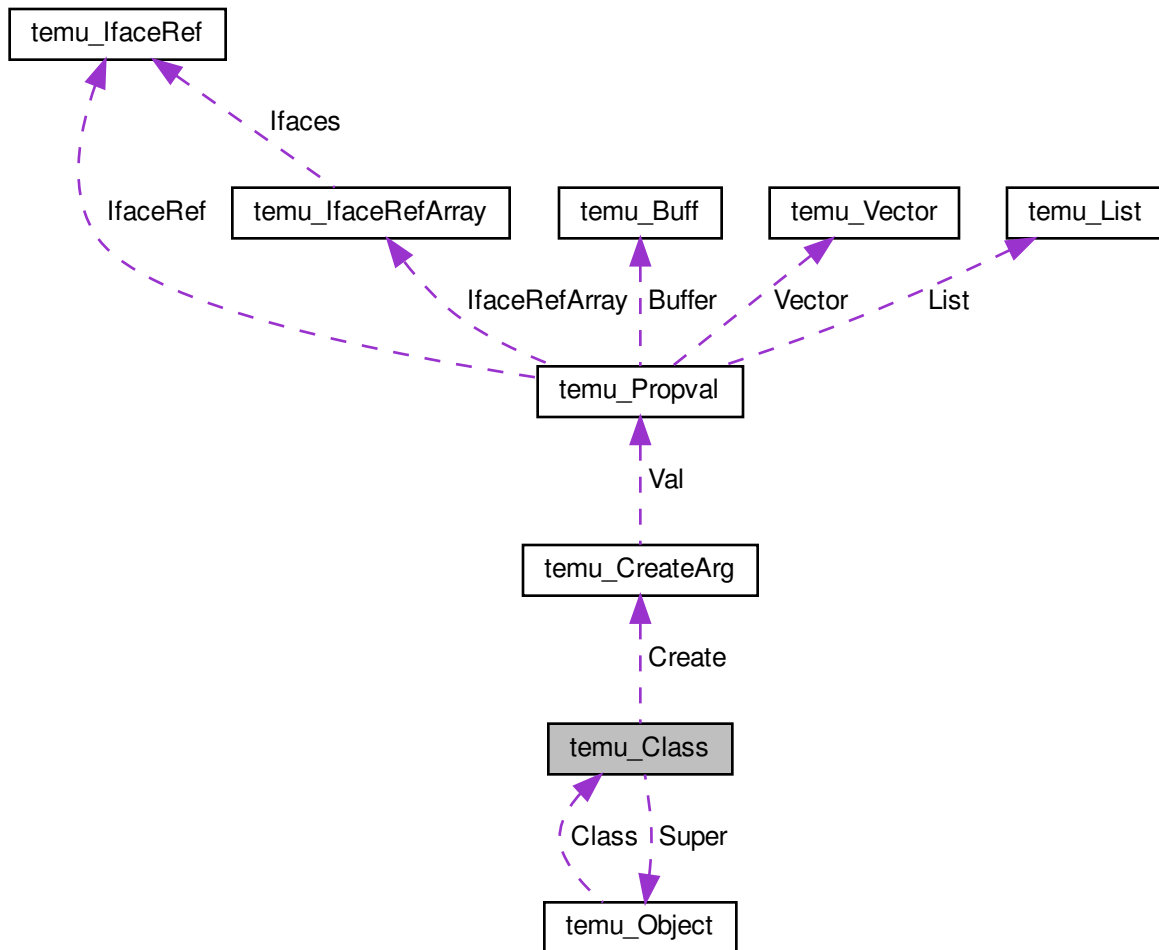 temu_IfaceRef
Ifaces
IfaceRef
temu_IfaceRefArray
temu_Buff
temu_Vector
temu_List
IfaceRefArray
Buffer
Vector
List
temu_Propval
Val
temu_CreateArg
Create
temu_Class
Class
Super
temu_Object